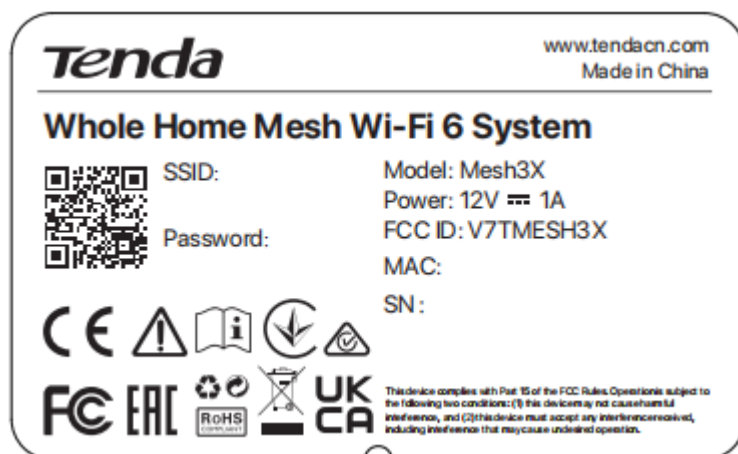 Tenda
www.tendacn.com
Made in China
Whole Home Mesh Wi-Fi 6 System
SSID:
Password:
Model: Mesh3X
Power: 12V ⎓ 1A
FCC ID: V7TMESH3X
MAC:
SN :
CE
FC
EAC
RoHS
COMPLIANT
UK
CA
This device complies with Part 15 of the FCC Rules. Operation is subject to
the following two conditions: (1) this device may not cause harmful
interference, and (2) this device must accept any interference received,
including interference that may cause undesired operation.